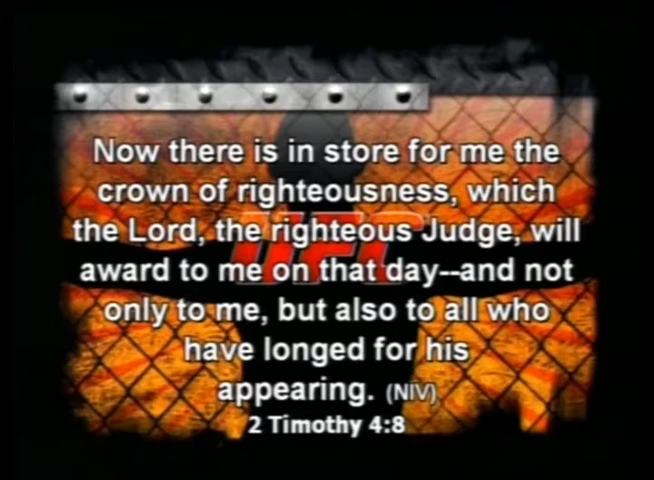 Now there is in store for me the
crown of righteousness, which
the Lord, the righteous Judge, will
award to me on that day--and not
only to me, but also to all who
have longed for his
appearing. (NIV)
2 Timothy 4:8
UFC